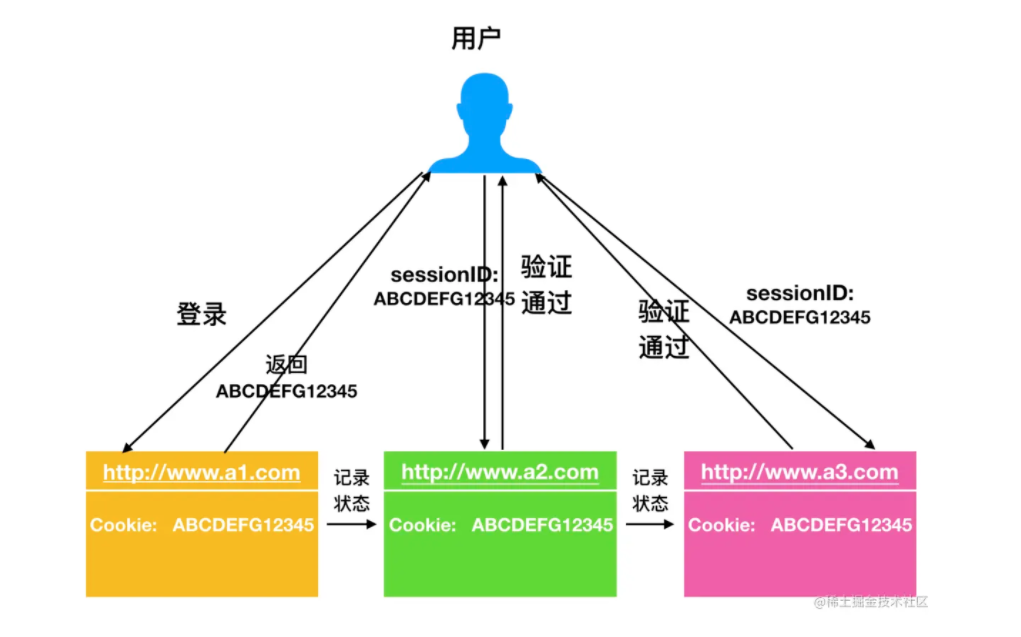 用户
sessionID:
ABCDEFG12345
验证
通过
登录
返回
ABCDEFG12345
验证
通过
sessionID:
ABCDEFG12345
http://www.a1.com
Cookie: ABCDEFG12345
记录
状态
http://www.a2.com
Cookie: ABCDEFG12345
记录
状态
http://www.a3.com
Cookie: ABCDEFG12345
@稀土掘金技术社区